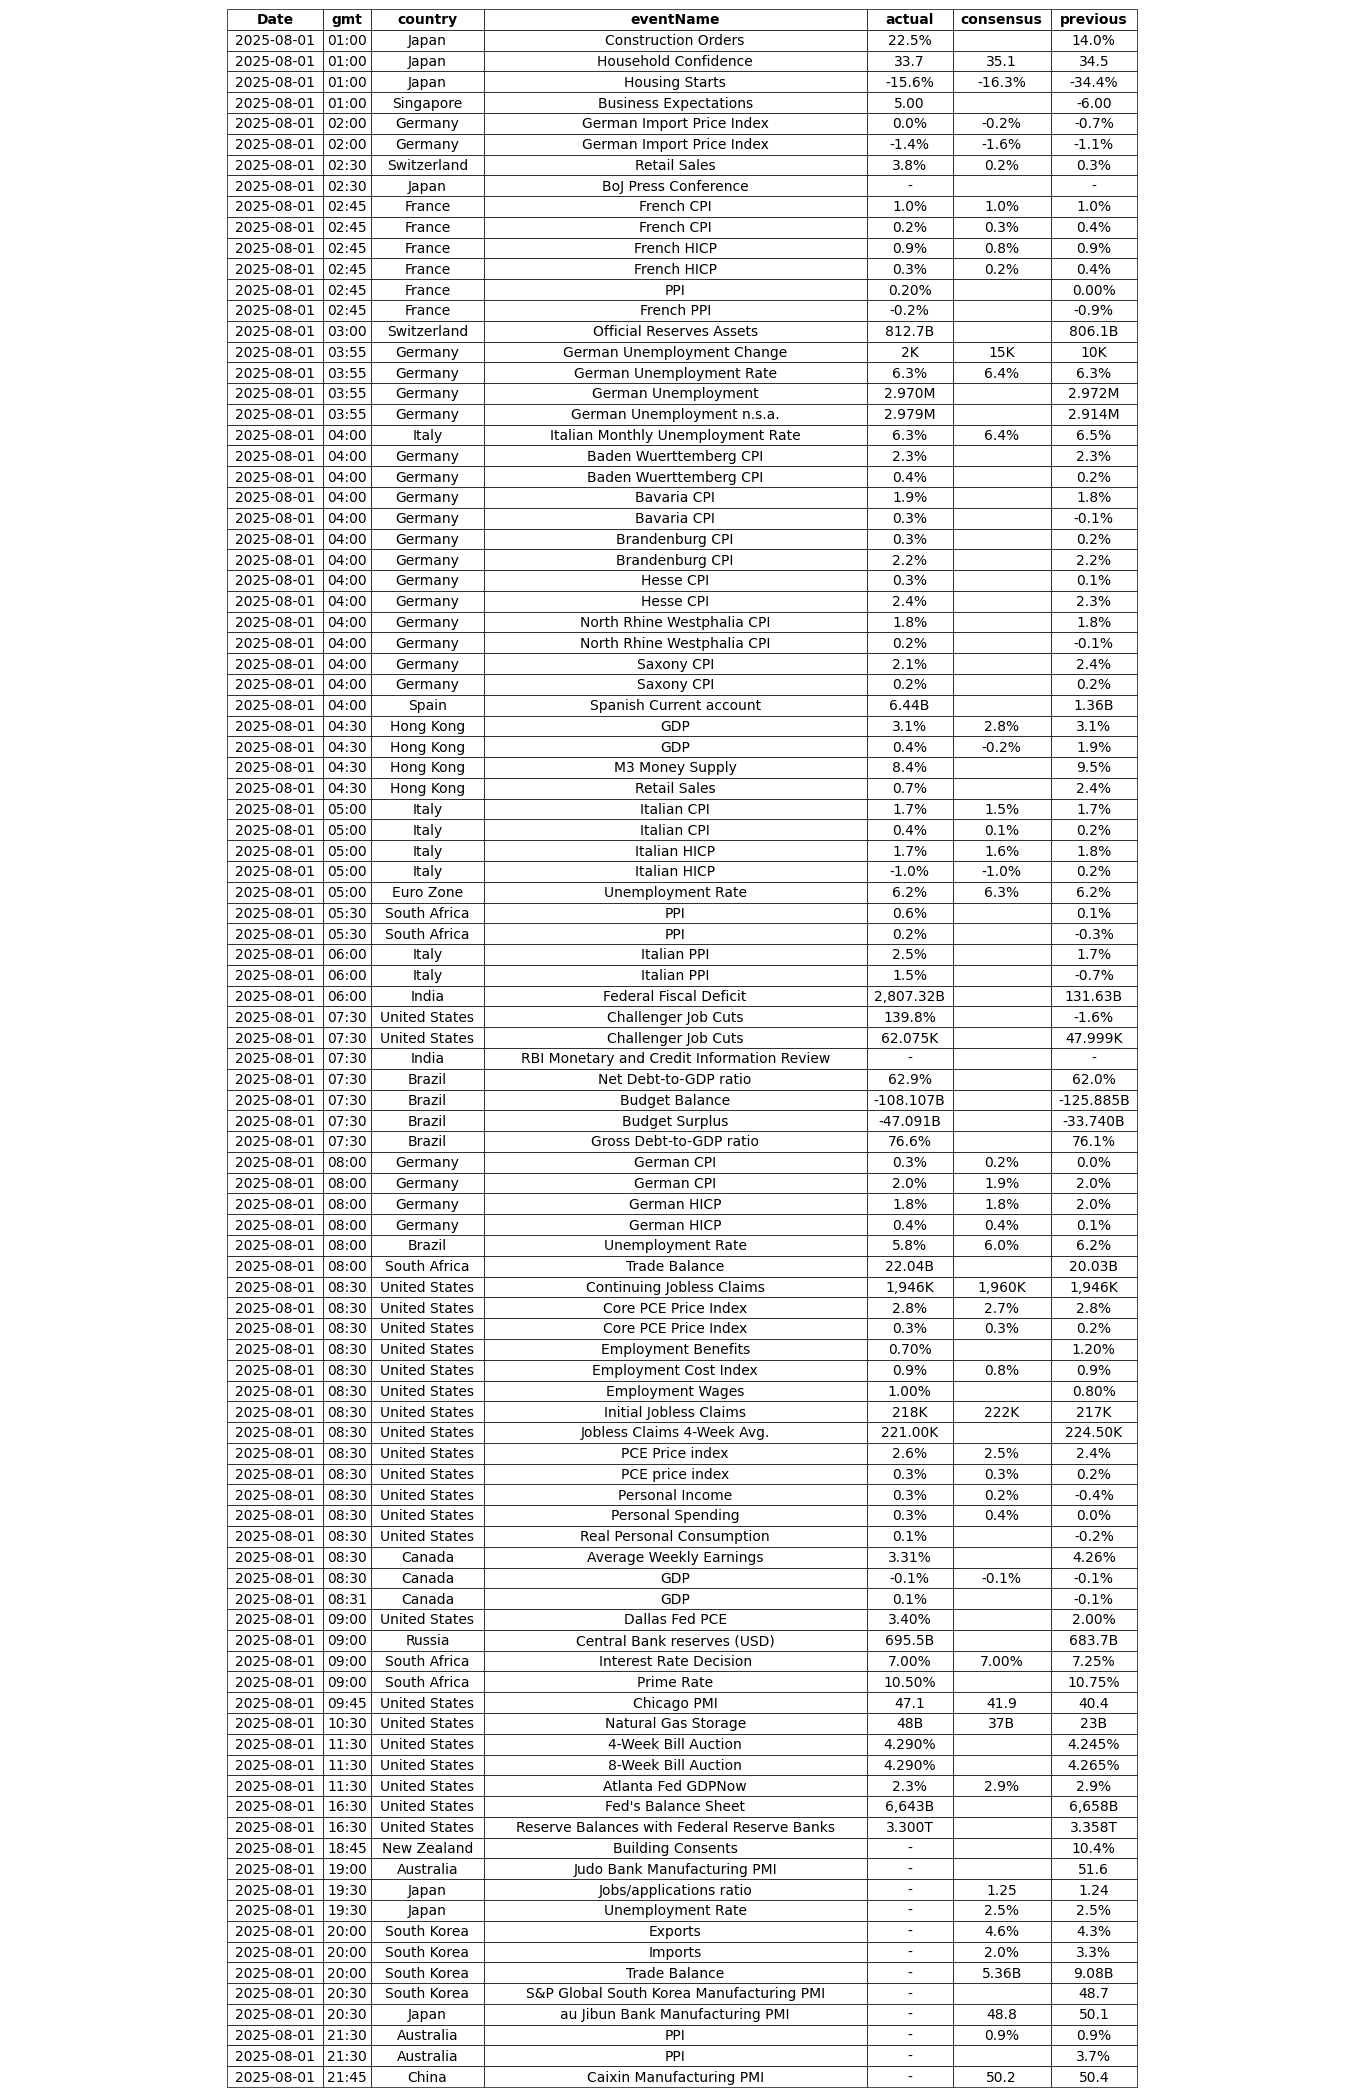 Date gmt country eventName actual consensus previous
2025-08-01 01:00 Japan Construction Orders 22.5% 14.0%
2025-08-01 01:00 Japan Household Confidence 33.7 35.1 34.5
2025-08-01 01:00 Japan Housing Starts -15.6% -16.3% -34.4%
2025-08-01 01:00 Singapore Business Expectations 5.00 -6.00
2025-08-01 02:00 Germany German Import Price Index 0.0% -0.2% -0.7%
2025-08-01 02:00 Germany German Import Price Index -1.4% -1.6% -1.1%
2025-08-01 02:30 Switzerland Retail Sales 3.8% 0.2% 0.3%
2025-08-01 02:30 Japan BoJ Press Conference - -
2025-08-01 02:45 France French CPI 1.0% 1.0% 1.0%
2025-08-01 02:45 France French CPI 0.2% 0.3% 0.4%
2025-08-01 02:45 France French HICP 0.9% 0.8% 0.9%
2025-08-01 02:45 France French HICP 0.3% 0.2% 0.4%
2025-08-01 02:45 France PPI 0.20% 0.00%
2025-08-01 02:45 France French PPI -0.2% -0.9%
2025-08-01 03:00 Switzerland Official Reserves Assets 812.7B 806.1B
2025-08-01 03:55 Germany German Unemployment Change 2K 15K 10K
2025-08-01 03:55 Germany German Unemployment Rate 6.3% 6.4% 6.3%
2025-08-01 03:55 Germany German Unemployment 2.970M 2.972M
2025-08-01 03:55 Germany German Unemployment n.s.a. 2.979M 2.914M
2025-08-01 04:00 Italy Italian Monthly Unemployment Rate 6.3% 6.4% 6.5%
2025-08-01 04:00 Germany Baden Wuerttemberg CPI 2.3% 2.3%
2025-08-01 04:00 Germany Baden Wuerttemberg CPI 0.4% 0.2%
2025-08-01 04:00 Germany Bavaria CPI 1.9% 1.8%
2025-08-01 04:00 Germany Bavaria CPI 0.3% -0.1%
2025-08-01 04:00 Germany Brandenburg CPI 0.3% 0.2%
2025-08-01 04:00 Germany Brandenburg CPI 2.2% 2.2%
2025-08-01 04:00 Germany Hesse CPI 0.3% 0.1%
2025-08-01 04:00 Germany Hesse CPI 2.4% 2.3%
2025-08-01 04:00 Germany North Rhine Westphalia CPI 1.8% 1.8%
2025-08-01 04:00 Germany North Rhine Westphalia CPI 0.2% -0.1%
2025-08-01 04:00 Germany Saxony CPI 2.1% 2.4%
2025-08-01 04:00 Germany Saxony CPI 0.2% 0.2%
2025-08-01 04:00 Spain Spanish Current account 6.44B 1.36B
2025-08-01 04:30 Hong Kong GDP 3.1% 2.8% 3.1%
2025-08-01 04:30 Hong Kong GDP 0.4% -0.2% 1.9%
2025-08-01 04:30 Hong Kong M3 Money Supply 8.4% 9.5%
2025-08-01 04:30 Hong Kong Retail Sales 0.7% 2.4%
2025-08-01 05:00 Italy Italian CPI 1.7% 1.5% 1.7%
2025-08-01 05:00 Italy Italian CPI 0.4% 0.1% 0.2%
2025-08-01 05:00 Italy Italian HICP 1.7% 1.6% 1.8%
2025-08-01 05:00 Italy Italian HICP -1.0% -1.0% 0.2%
2025-08-01 05:00 Euro Zone Unemployment Rate 6.2% 6.3% 6.2%
2025-08-01 05:30 South Africa PPI 0.6% 0.1%
2025-08-01 05:30 South Africa PPI 0.2% -0.3%
2025-08-01 06:00 Italy Italian PPI 2.5% 1.7%
2025-08-01 06:00 Italy Italian PPI 1.5% -0.7%
2025-08-01 06:00 India Federal Fiscal Deficit 2,807.32B 131.63B
2025-08-01 07:30 United States Challenger Job Cuts 139.8% -1.6%
2025-08-01 07:30 United States Challenger Job Cuts 62.075K 47.999K
2025-08-01 07:30 India RBI Monetary and Credit Information Review - -
2025-08-01 07:30 Brazil Net Debt-to-GDP ratio 62.9% 62.0%
2025-08-01 07:30 Brazil Budget Balance -108.107B -125.885B
2025-08-01 07:30 Brazil Budget Surplus -47.091B -33.740B
2025-08-01 07:30 Brazil Gross Debt-to-GDP ratio 76.6% 76.1%
2025-08-01 08:00 Germany German CPI 0.3% 0.2% 0.0%
2025-08-01 08:00 Germany German CPI 2.0% 1.9% 2.0%
2025-08-01 08:00 Germany German HICP 1.8% 1.8% 2.0%
2025-08-01 08:00 Germany German HICP 0.4% 0.4% 0.1%
2025-08-01 08:00 Brazil Unemployment Rate 5.8% 6.0% 6.2%
2025-08-01 08:00 South Africa Trade Balance 22.04B 20.03B
2025-08-01 08:30 United States Continuing Jobless Claims 1,946K 1,960K 1,946K
2025-08-01 08:30 United States Core PCE Price Index 2.8% 2.7% 2.8%
2025-08-01 08:30 United States Core PCE Price Index 0.3% 0.3% 0.2%
2025-08-01 08:30 United States Employment Benefits 0.70% 1.20%
2025-08-01 08:30 United States Employment Cost Index 0.9% 0.8% 0.9%
2025-08-01 08:30 United States Employment Wages 1.00% 0.80%
2025-08-01 08:30 United States Initial Jobless Claims 218K 222K 217K
2025-08-01 08:30 United States Jobless Claims 4-Week Avg. 221.00K 224.50K
2025-08-01 08:30 United States PCE Price index 2.6% 2.5% 2.4%
2025-08-01 08:30 United States PCE price index 0.3% 0.3% 0.2%
2025-08-01 08:30 United States Personal Income 0.3% 0.2% -0.4%
2025-08-01 08:30 United States Personal Spending 0.3% 0.4% 0.0%
2025-08-01 08:30 United States Real Personal Consumption 0.1% -0.2%
2025-08-01 08:30 Canada Average Weekly Earnings 3.31% 4.26%
2025-08-01 08:30 Canada GDP -0.1% -0.1% -0.1%
2025-08-01 08:31 Canada GDP 0.1% -0.1%
2025-08-01 09:00 United States Dallas Fed PCE 3.40% 2.00%
2025-08-01 09:00 Russia Central Bank reserves (USD) 695.5B 683.7B
2025-08-01 09:00 South Africa Interest Rate Decision 7.00% 7.00% 7.25%
2025-08-01 09:00 South Africa Prime Rate 10.50% 10.75%
2025-08-01 09:45 United States Chicago PMI 47.1 41.9 40.4
2025-08-01 10:30 United States Natural Gas Storage 48B 37B 23B
2025-08-01 11:30 United States 4-Week Bill Auction 4.290% 4.245%
2025-08-01 11:30 United States 8-Week Bill Auction 4.290% 4.265%
2025-08-01 11:30 United States Atlanta Fed GDPNow 2.3% 2.9% 2.9%
2025-08-01 16:30 United States Fed's Balance Sheet 6,643B 6,658B
2025-08-01 16:30 United States Reserve Balances with Federal Reserve Banks 3.300T 3.358T
2025-08-01 18:45 New Zealand Building Consents - 10.4%
2025-08-01 19:00 Australia Judo Bank Manufacturing PMI - 51.6
2025-08-01 19:30 Japan Jobs/applications ratio - 1.25 1.24
2025-08-01 19:30 Japan Unemployment Rate - 2.5% 2.5%
2025-08-01 20:00 South Korea Exports - 4.6% 4.3%
2025-08-01 20:00 South Korea Imports - 2.0% 3.3%
2025-08-01 20:00 South Korea Trade Balance - 5.36B 9.08B
2025-08-01 20:30 South Korea S&P Global South Korea Manufacturing PMI - 48.7
2025-08-01 20:30 Japan au Jibun Bank Manufacturing PMI - 48.8 50.1
2025-08-01 21:30 Australia PPI - 0.9% 0.9%
2025-08-01 21:30 Australia PPI - 3.7%
2025-08-01 21:45 China Caixin Manufacturing PMI - 50.2 50.4